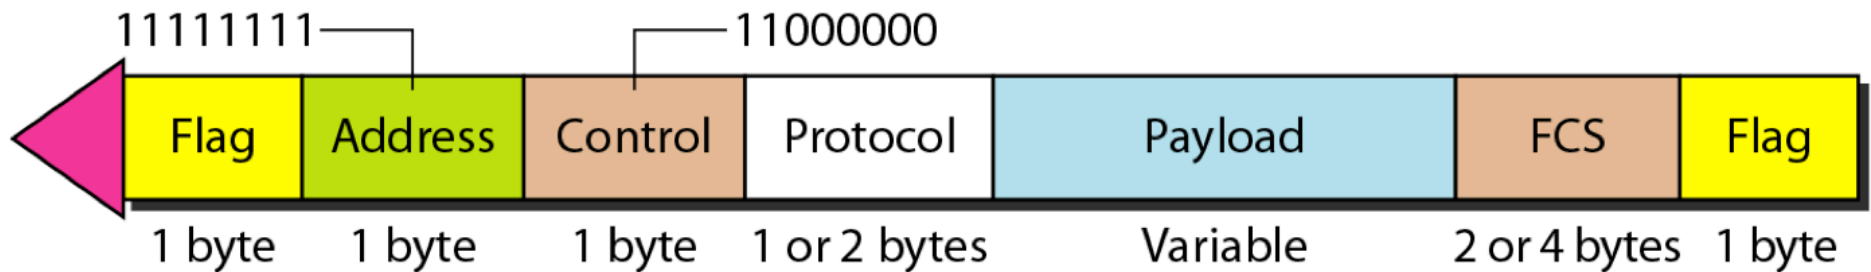 11111111 11000000
Flag Address Control Protocol Payload FCS Flag
1 byte 1 byte 1 byte 1 or 2 bytes Variable 2 or 4 bytes 1 byte